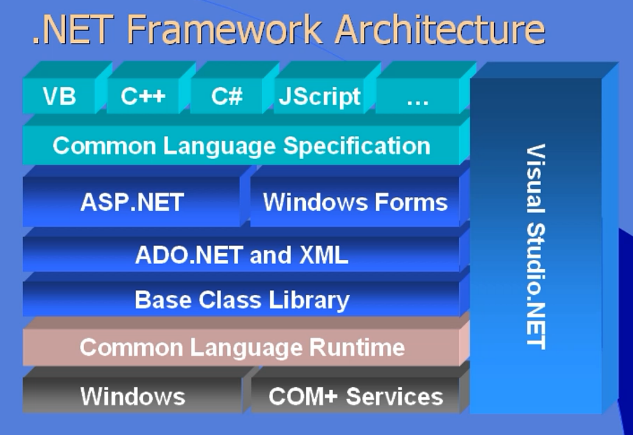 .NET Framework Architecture
VB C++ C# JScript ...
Common Language Specification
ASP.NET Windows Forms
ADO.NET and XML
Base Class Library
Common Language Runtime
Windows COM+ Services
Visual Studio.NET